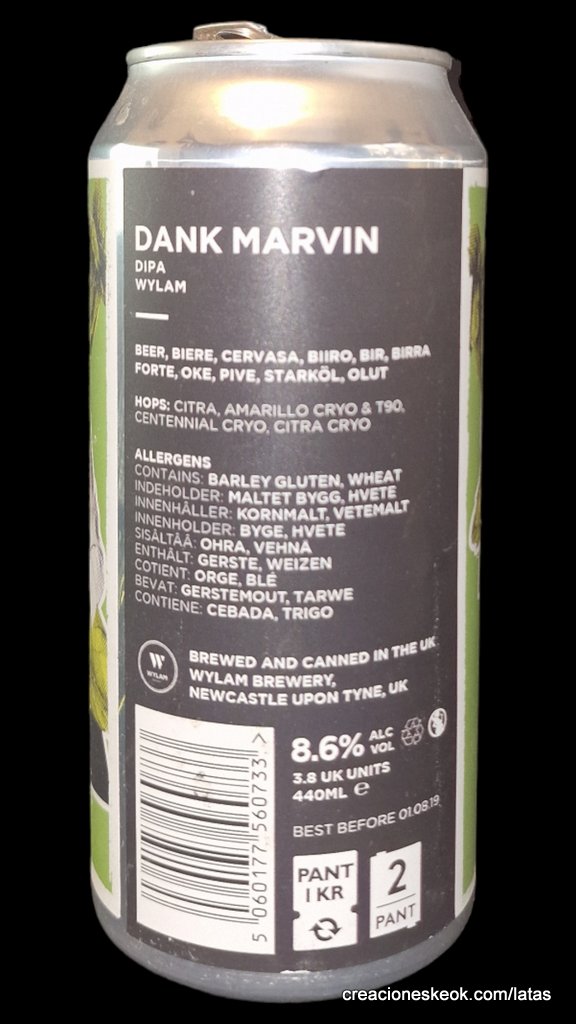 DANK MARVIN
DIPA
WYLAM
BEER, BIERE, CERVASA, BIIRO, BIR, BIRRA
FORTE, OKE, PIVE, STARKÖL, OLUT
HOPS: CITRA, AMARILLO CRYO & T90,
CENTENNIAL CRYO, CITRA CRYO
ALLERGENS
CONTAINS: BARLEY GLUTEN, WHEAT
INDEHOLDER: MALTET BYGG, HVETE
INNENHÄLLER: KORNMALT, VETEMALT
INNENHOLDER: BYGE, HVETE
SISÄLTÄÄ: OHRA, VEHNÄ
ENTHÄLT: GERSTE, WEIZEN
COTIENT: ORGE, BLÉ
BEVAT: GERSTEMOUT, TARWE
CONTIENE: CEBADA, TRIGO
W
WYLAM
BREWED AND CANNED IN THE UK
WYLAM BREWERY,
NEWCASTLE UPON TYNE, UK
8.6% ALC
VOL
3.8 UK UNITS
440ML ℮
BEST BEFORE 01.08.19
5 060177 560733 >
PANT
1 KR
2
PANT
creacioneskeok.com/latas